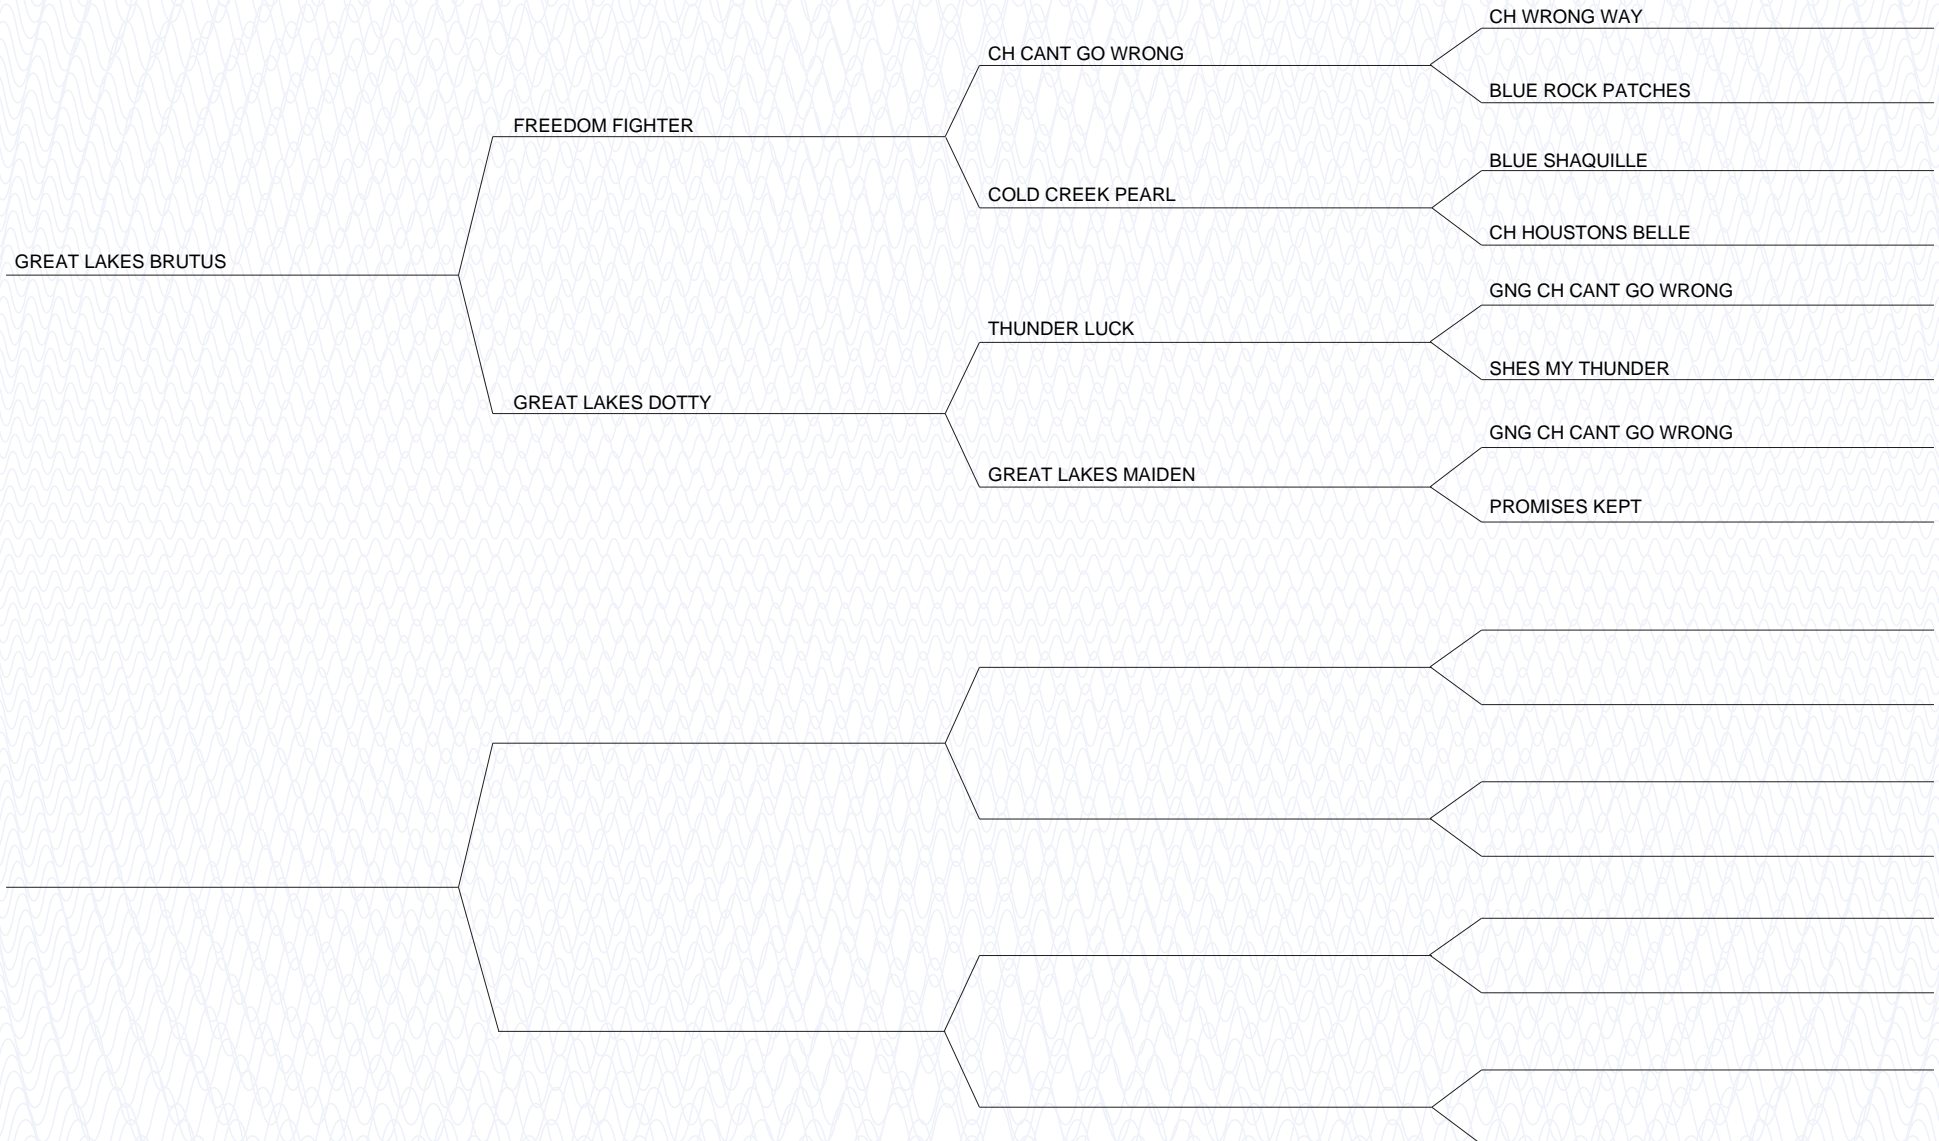 CH WRONG WAY
CH CANT GO WRONG
BLUE ROCK PATCHES
FREEDOM FIGHTER
BLUE SHAQUILLE
COLD CREEK PEARL
CH HOUSTONS BELLE
GREAT LAKES BRUTUS
GNG CH CANT GO WRONG
THUNDER LUCK
SHES MY THUNDER
GREAT LAKES DOTTY
GNG CH CANT GO WRONG
GREAT LAKES MAIDEN
PROMISES KEPT